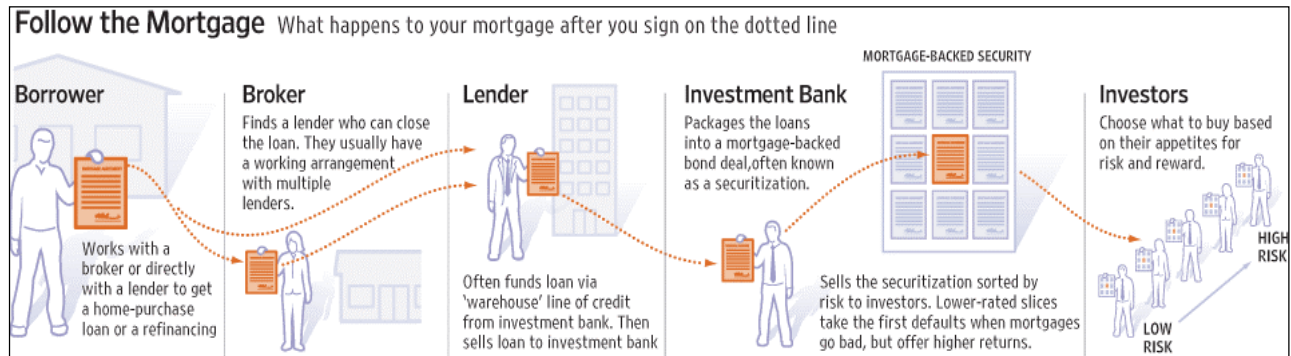 Follow the Mortgage What happens to your mortgage after you sign on the dotted line
Borrower
Works with a
broker or directly
with a lender to get
a home-purchase
loan or a refinancing
Broker
Finds a lender who can close
the loan. They usually have
a working arrangement
with multiple
lenders.
Lender
Often funds loan via
'warehouse' line of credit
from investment bank. Then
sells loan to investment bank
Investment Bank
Packages the loans
into a mortgage-backed
bond deal,often known
as a securitization.
MORTGAGE-BACKED SECURITY
Sells the securitization sorted by
risk to investors. Lower-rated slices
take the first defaults when mortgages
go bad, but offer higher returns.
Investors
Choose what to buy based
on their appetites for
risk and reward.
HIGH
RISK
LOW
RISK